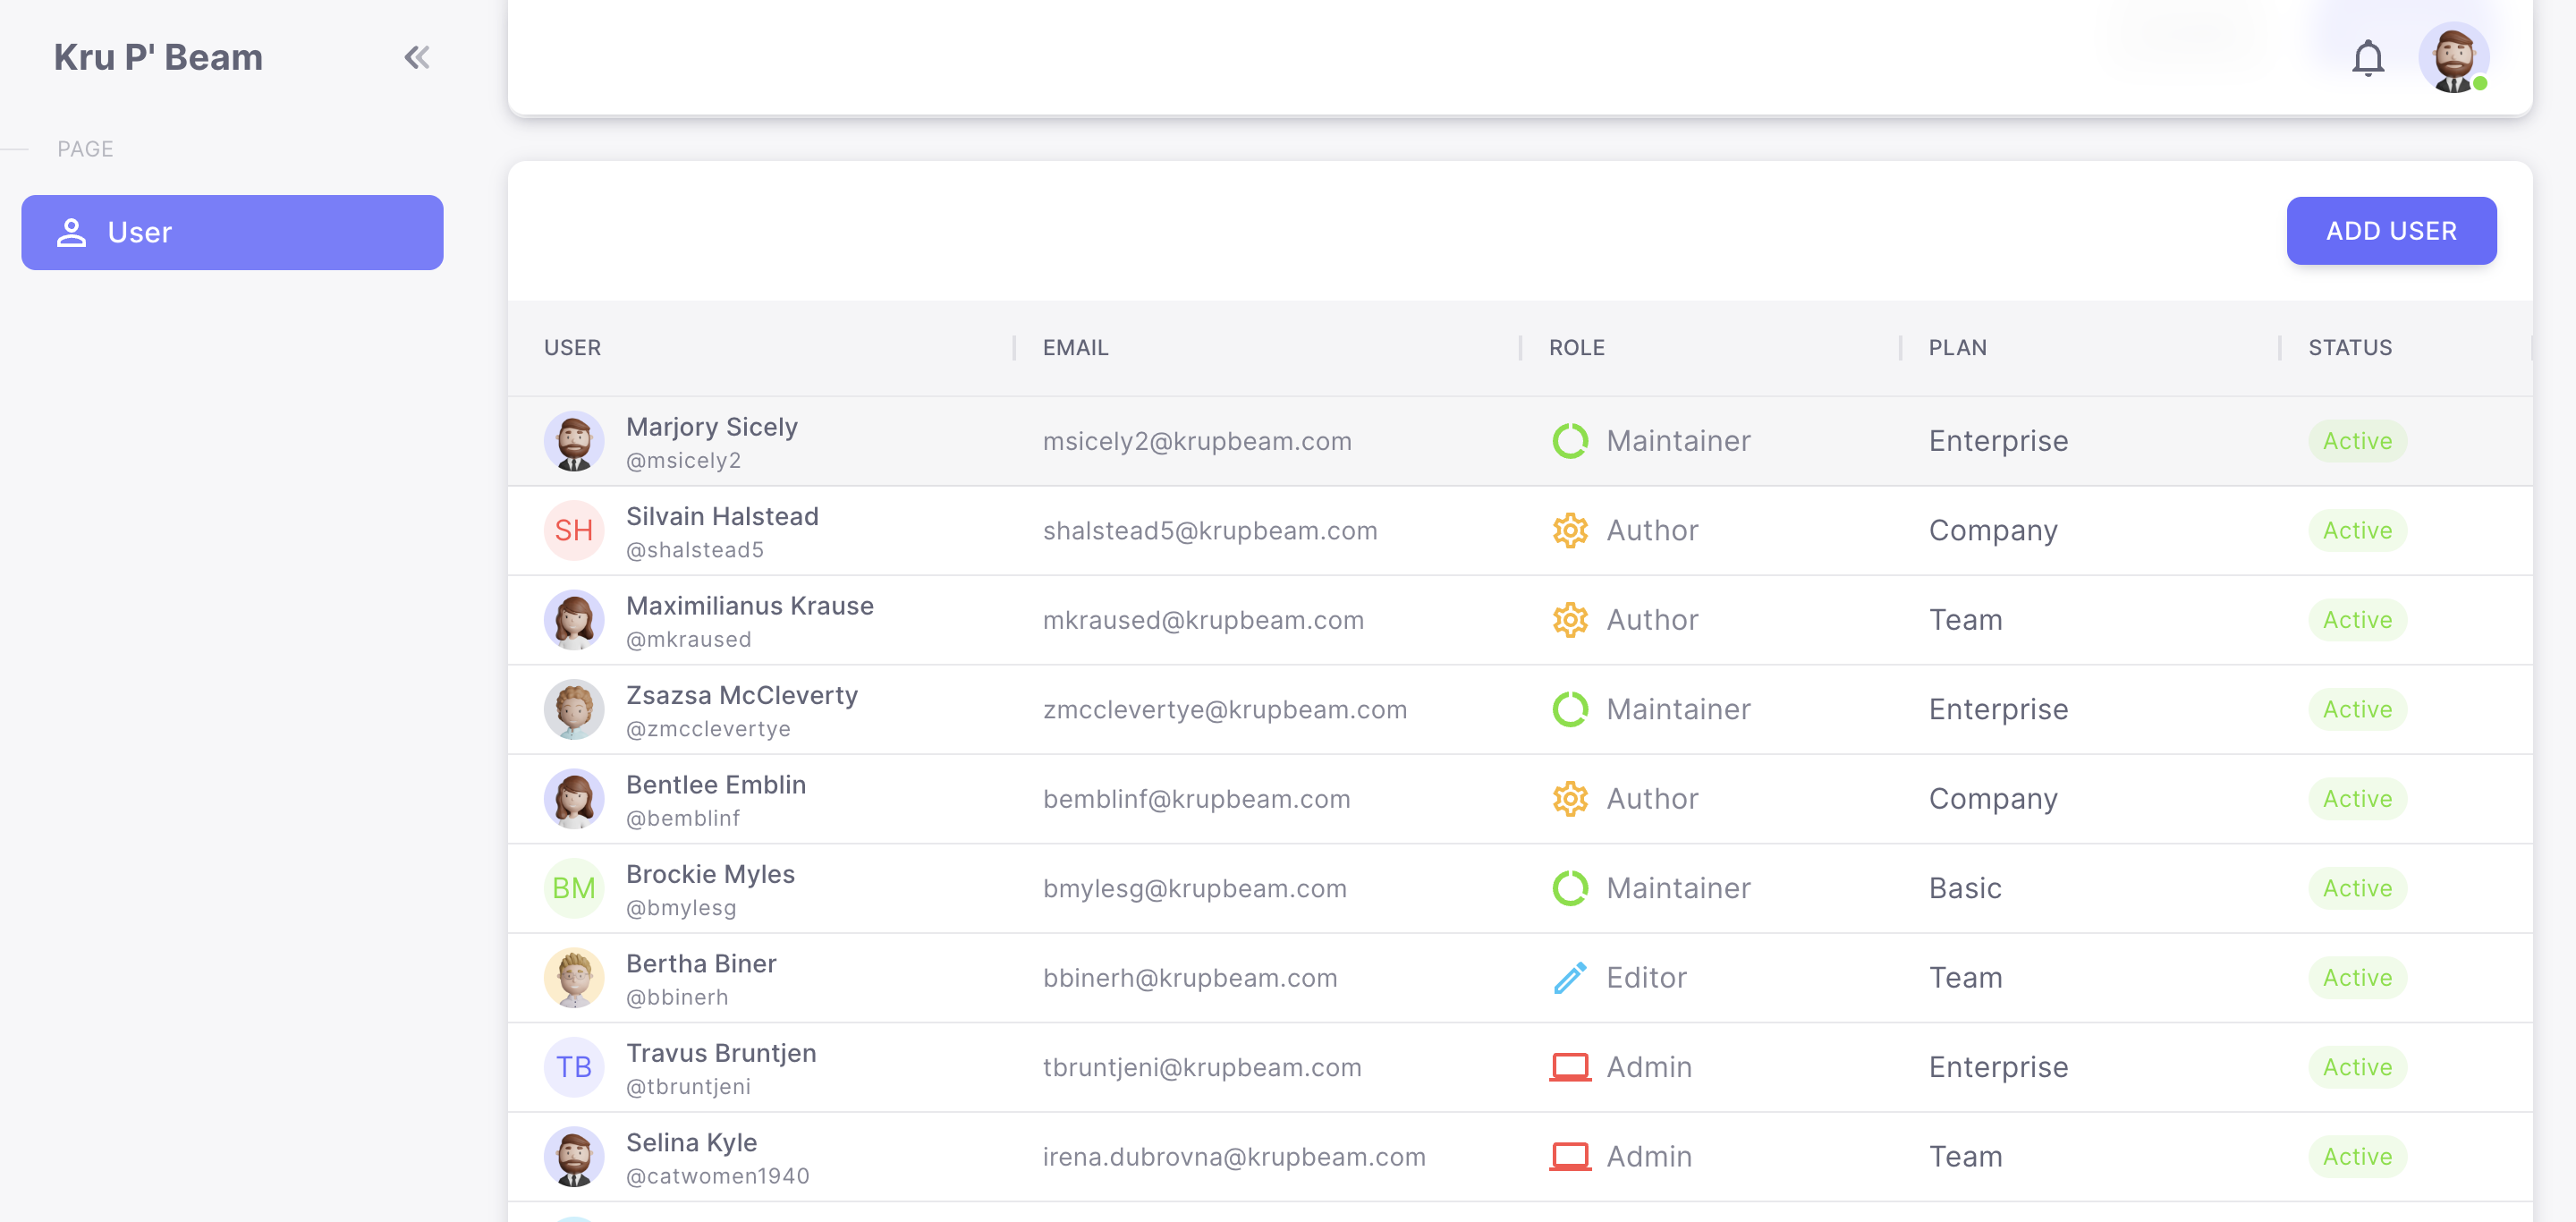 Kru P' Beam
PAGE
User
ADD USER
USER EMAIL ROLE PLAN STATUS
Marjory Sicely
@msicely2
msicely2@krupbeam.com Maintainer Enterprise Active
SH
Silvain Halstead
@shalstead5
shalstead5@krupbeam.com Author Company Active
Maximilianus Krause
@mkraused
mkraused@krupbeam.com Author Team Active
Zsazsa McCleverty
@zmcclevertye
zmcclevertye@krupbeam.com Maintainer Enterprise Active
Bentlee Emblin
@bemblinf
bemblinf@krupbeam.com Author Company Active
BM
Brockie Myles
@bmylesg
bmylesg@krupbeam.com Maintainer Basic Active
Bertha Biner
@bbinerh
bbinerh@krupbeam.com Editor Team Active
TB
Travus Bruntjen
@tbruntjeni
tbruntjeni@krupbeam.com Admin Enterprise Active
Selina Kyle
@catwomen1940
irena.dubrovna@krupbeam.com Admin Team Active